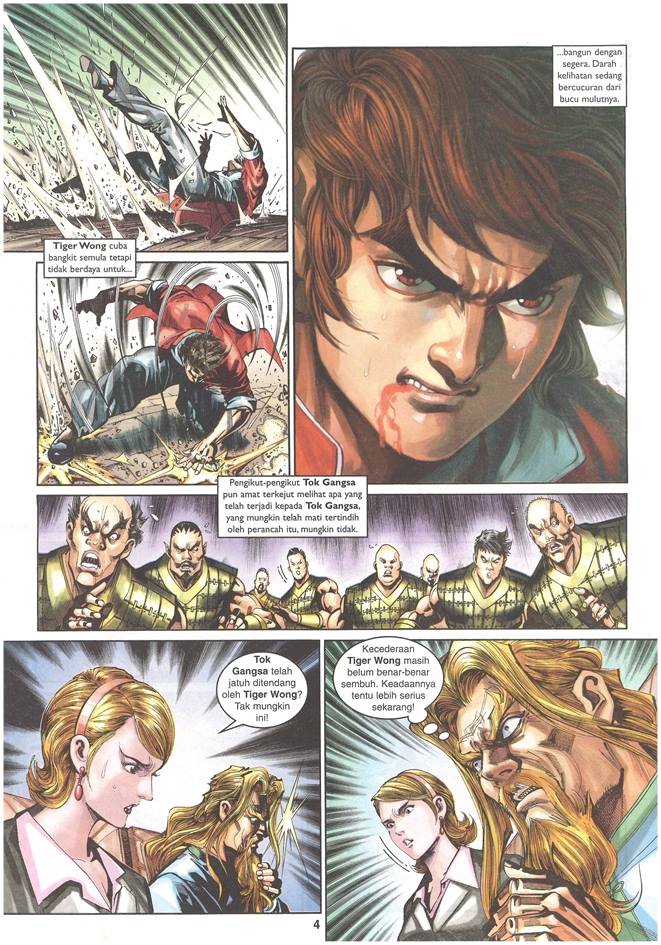 Tiger Wong cuba
bangkit semula tetapi
tidak berdaya untuk...
...bangun dengan
segera. Darah
kelihatan sedang
bercucuran dari
bucu mulutnya.
Pengikut-pengikut Tok Gangsa
pun amat terkejut melihat apa yang
telah terjadi kepada Tok Gangsa,
yang mungkin telah mati tertindih
oleh perancah itu, mungkin tidak.
Tok
Gangsa telah
jatuh ditendang
oleh Tiger Wong?
Tak mungkin
ini!
Kecederaan
Tiger Wong masih
belum benar-benar
sembuh. Keadaannya
tentu lebih serius
sekarang!
4